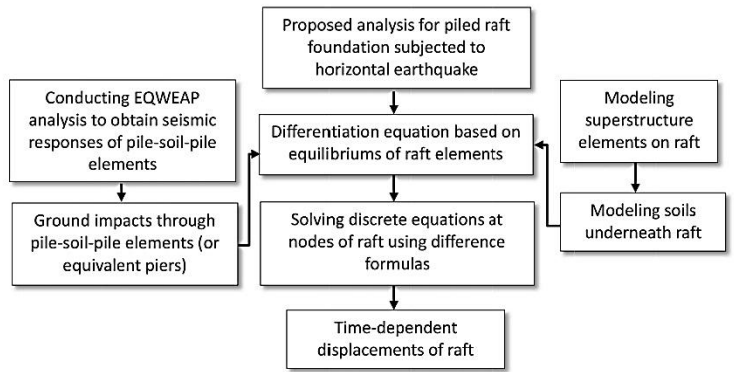 Proposed analysis for piled raft
foundation subjected to
horizontal earthquake
Conducting EQWEAP
analysis to obtain seismic
responses of pile-soil-pile
elements
Differentiation equation based on
equilibriums of raft elements
Modeling
superstructure
elements on raft
Ground impacts through
pile-soil-pile elements (or
equivalent piers)
Solving discrete equations at
nodes of raft using difference
formulas
Modeling soils
underneath raft
Time-dependent
displacements of raft